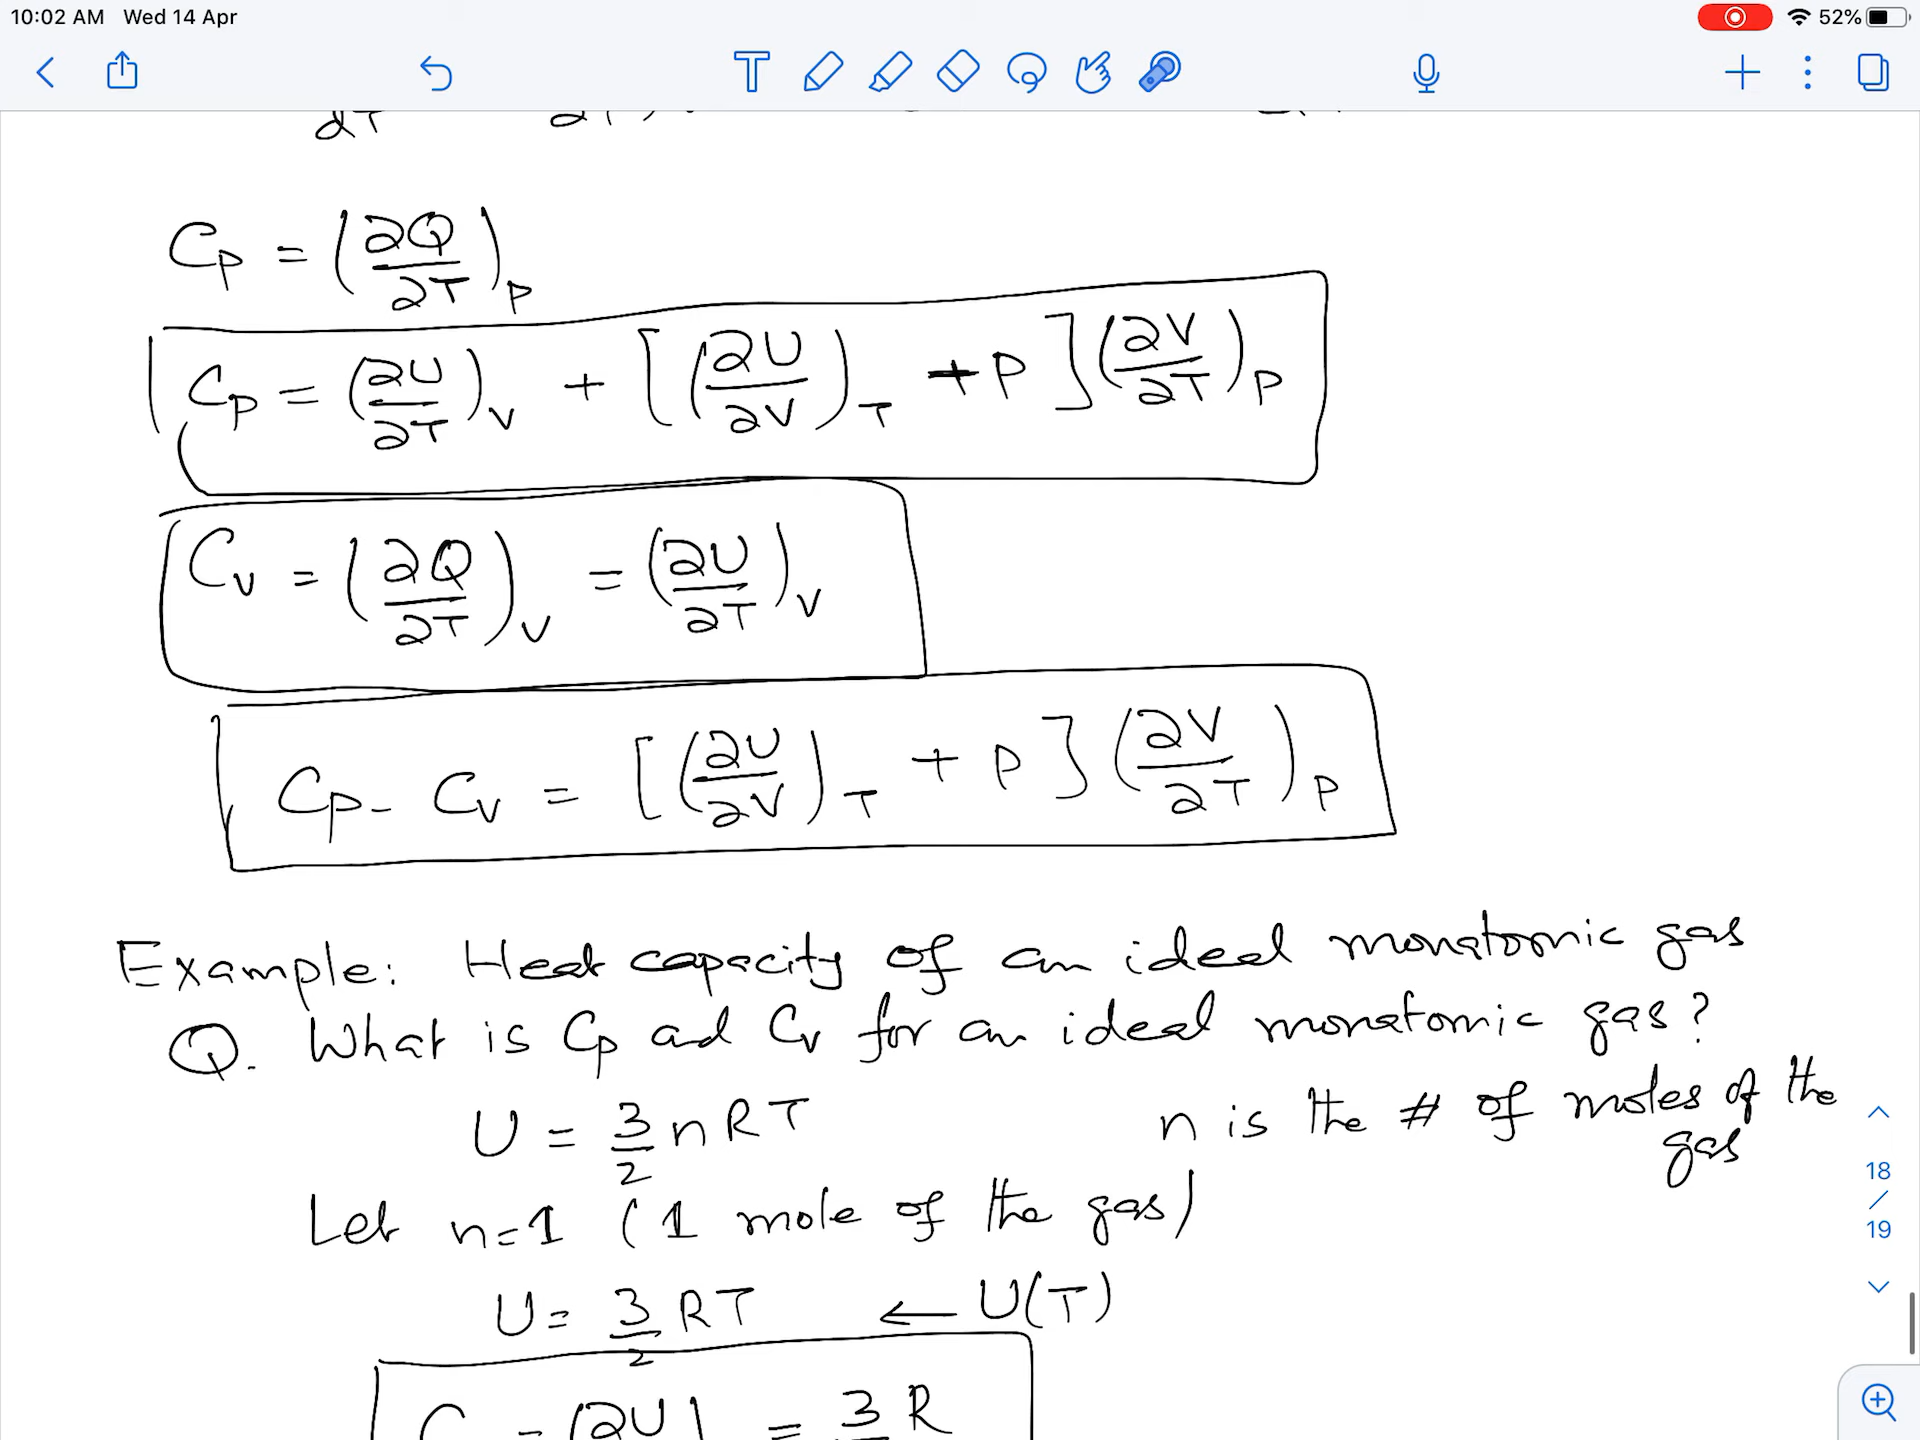 10:02 AM Wed 14 Apr
52%
dT
∂T)
Cp = (∂Q/∂T)p
Cp = (∂U/∂T)v + [(∂U/∂V)T + P](∂V/∂T)p
Cv = (∂Q/∂T)v = (∂U/∂T)v
Cp - Cv = [(∂U/∂V)T + P](∂V/∂T)p
Example: Heat capacity of an ideal monatomic gas
Q. What is Cp and Cv for an ideal monatomic gas?
U = 3/2 nRT n is the # of moles of the gas
Let n=1 (1 mole of the gas)
U = 3/2 RT ← U(T)
= (∂U = 3 R
18
/
19